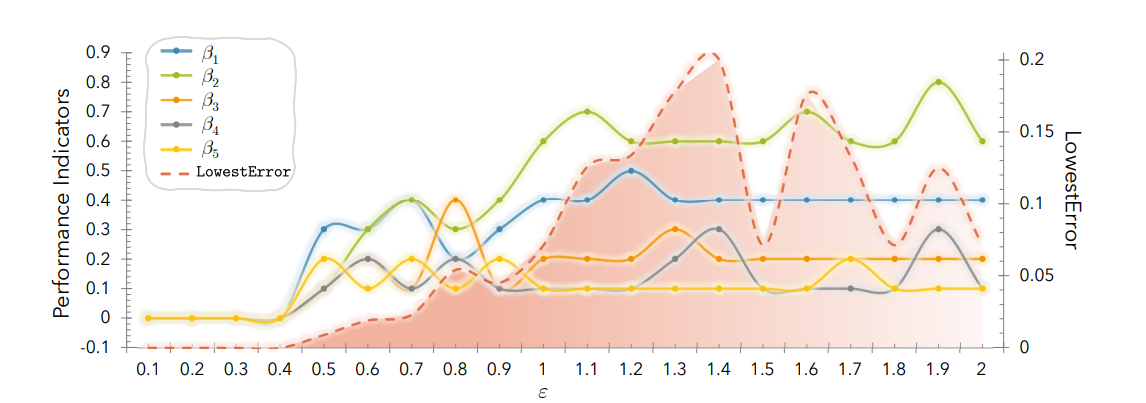 β1
β2
β3
β4
β5
LowestError
Performance Indicators
0.9
0.8
0.7
0.6
0.5
0.4
0.3
0.2
0.1
0
-0.1
0.2
0.15
0.1
0.05
0
LowestError
0.1 0.2 0.3 0.4 0.5 0.6 0.7 0.8 0.9 1 1.1 1.2 1.3 1.4 1.5 1.6 1.7 1.8 1.9 2
ε